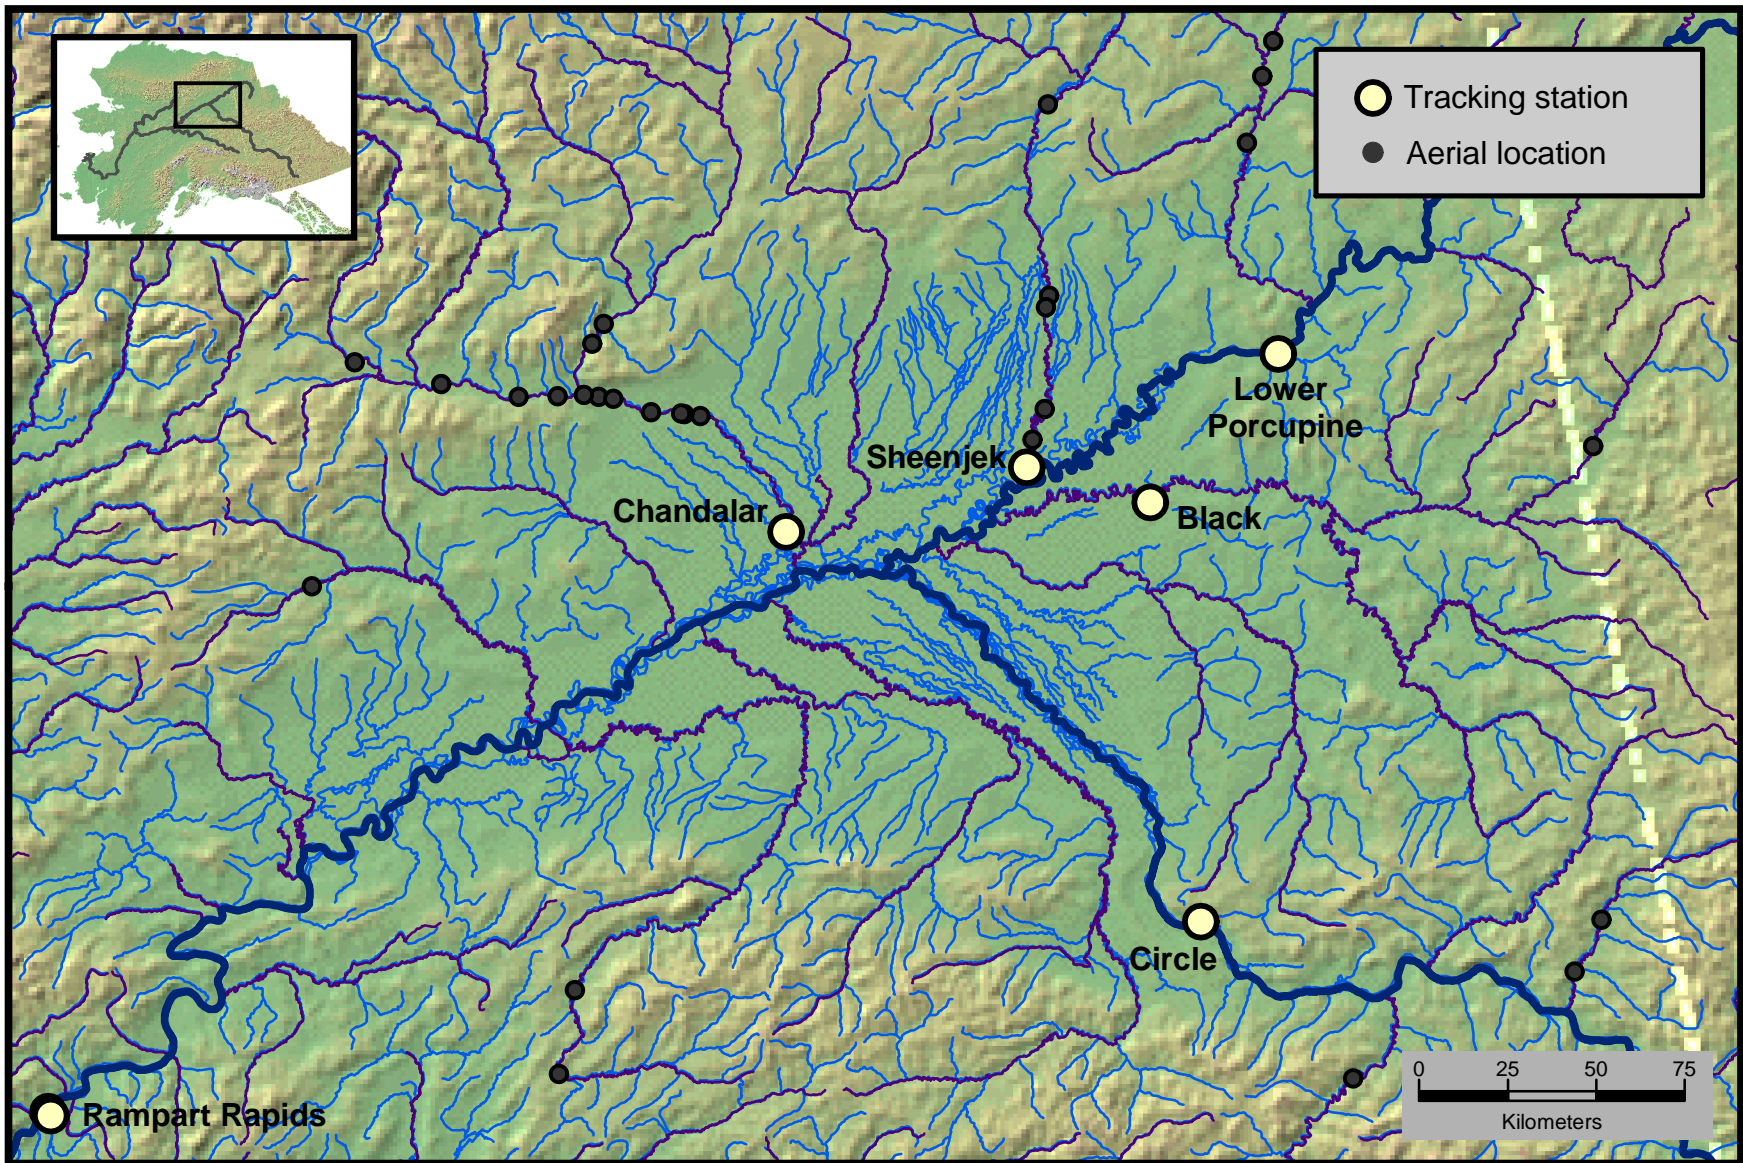 Tracking station
Aerial location
Lower
Porcupine
Sheenjek
Chandalar
Black
Circle
Rampart Rapids
0 25 50 75
Kilometers